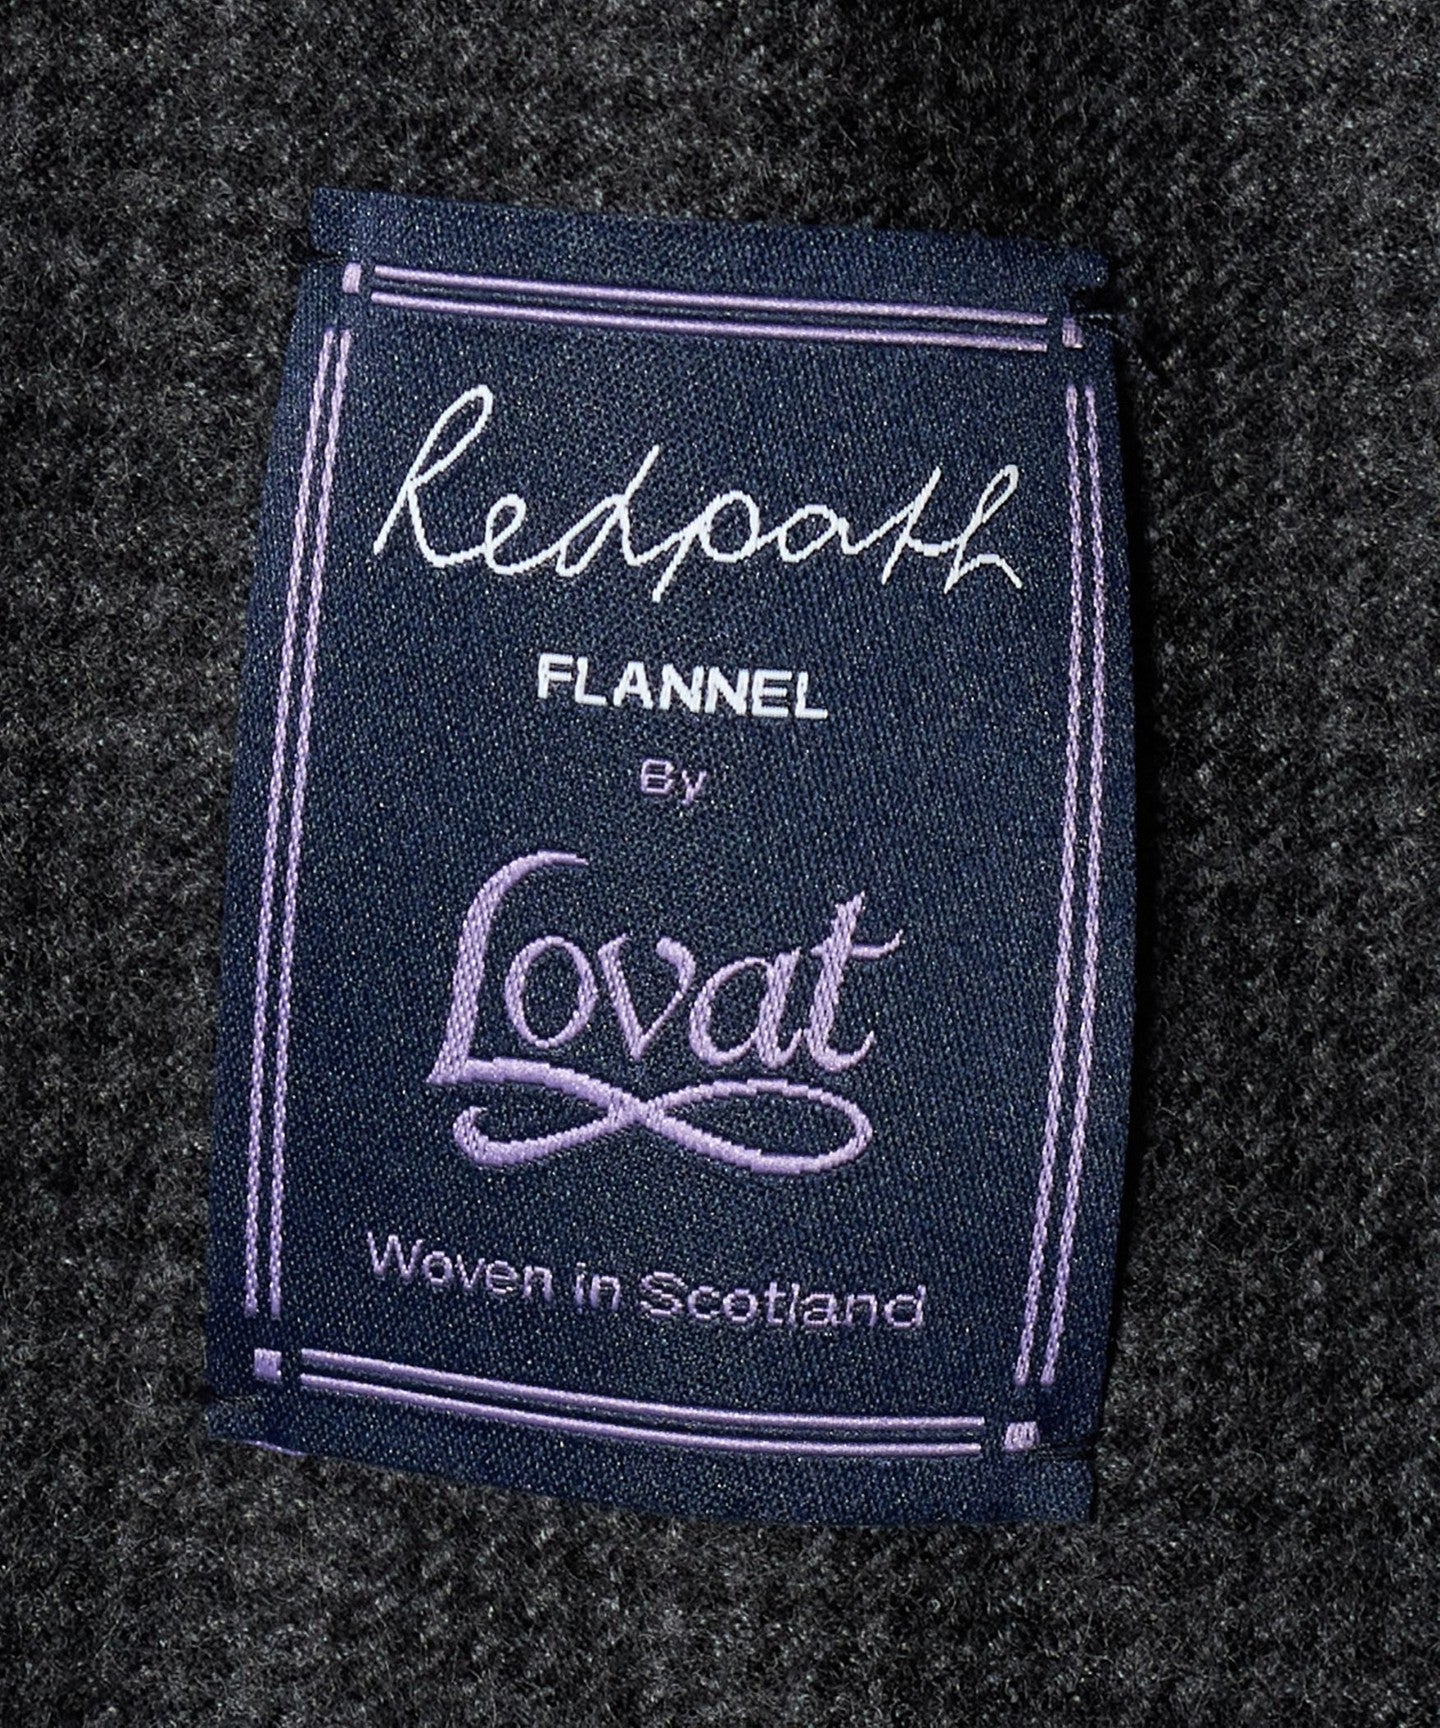 Redpath
FLANNEL
By
Lovat
Woven in Scotland